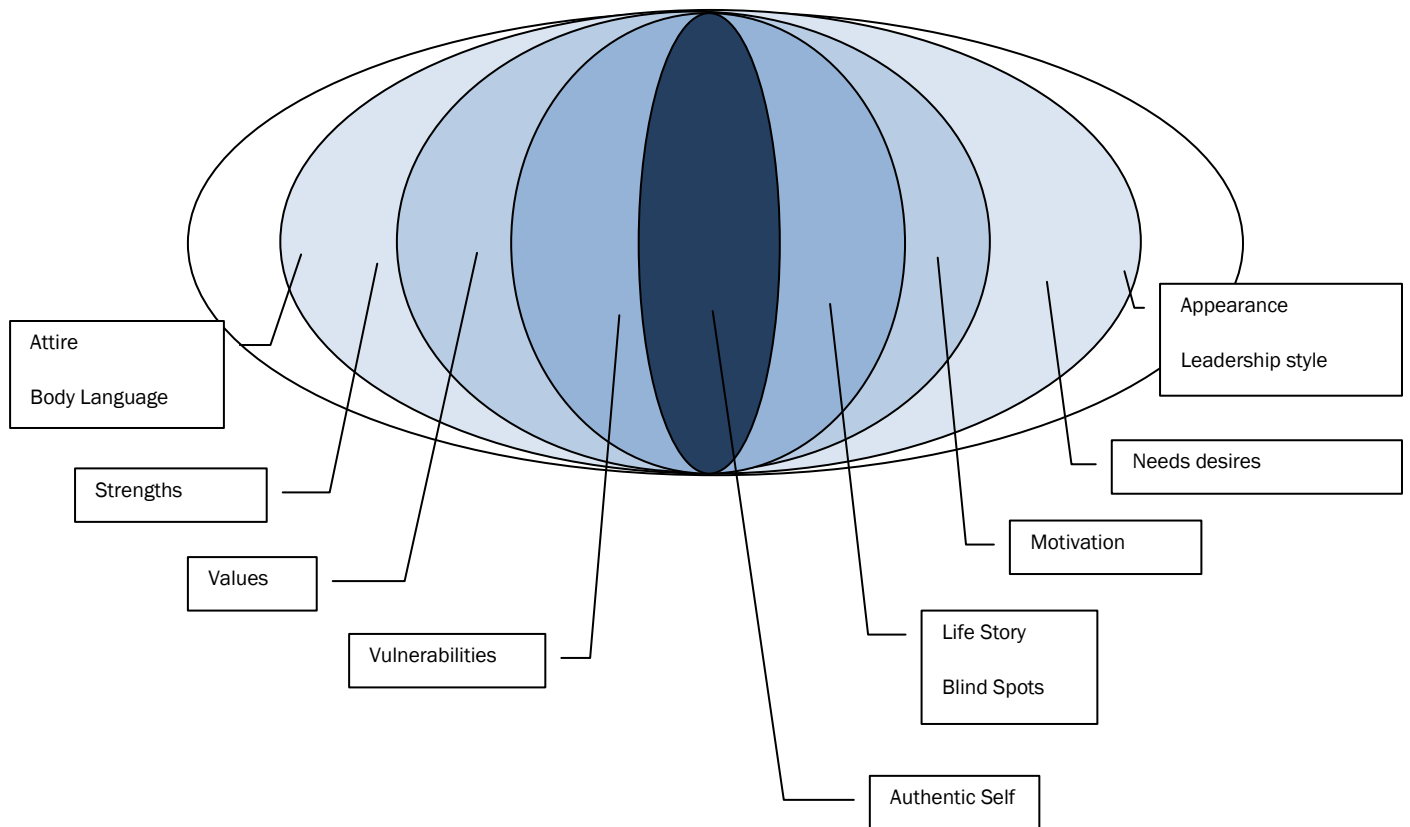 Attire
Body Language
Appearance
Leadership style
Strengths
Needs desires
Values
Motivation
Vulnerabilities
Life Story
Blind Spots
Authentic Self